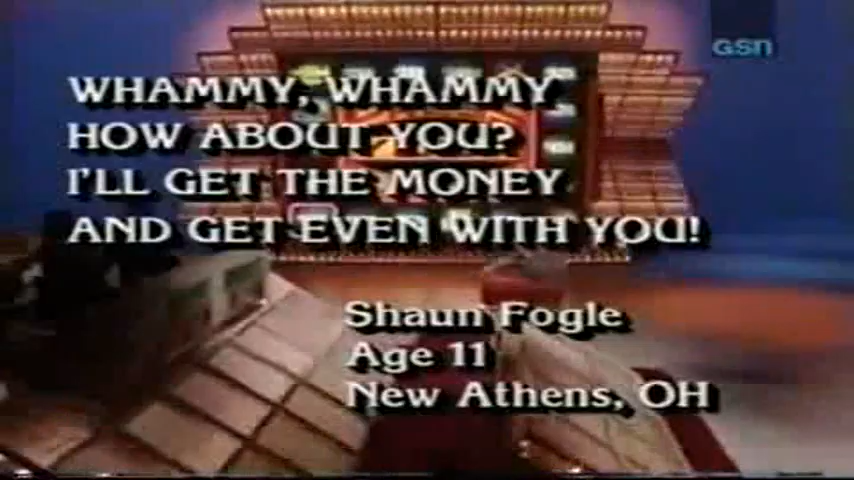 GSN
WHAMMY, WHAMMY,
HOW ABOUT YOU?
I'LL GET THE MONEY
AND GET EVEN WITH YOU!
Shaun Fogle
Age 11
New Athens, OH